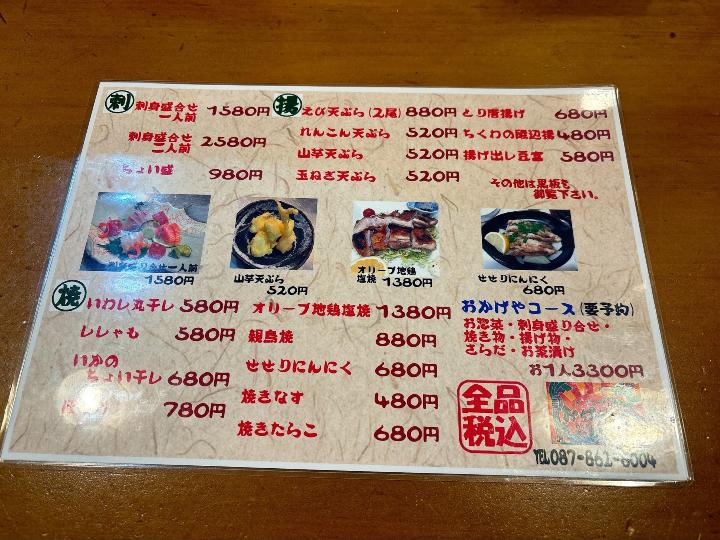 刺 刺身盛合せ 一人前 1580円
刺身盛合せ 二人前 2580円
ちょい盛 980円
揚 えび天ぷら(2尾) 880円
れんこん天ぷら 520円
山芋天ぷら 520円
玉ねぎ天ぷら 520円
とり唐揚げ 680円
ちくわの磯辺揚 480円
揚げ出し豆富 580円
その他は黒板も
御覧下さい。
刺身盛り合せ一人前
1580円
山芋天ぷら
520円
オリーブ地鶏
塩焼 1380円
せせりにんにく
680円
焼 いわし丸干し 580円
ししゃも 580円
いかの
ちょい干し 680円
780円
オリーブ地鶏塩焼 1380円
親鳥焼 880円
せせりにんにく 680円
焼きなす 480円
焼きたらこ 680円
おかげやコース(要予約)
お惣菜・刺身盛り合せ・
焼き物・揚げ物・
さらだ・お茶漬け
お1人3300円
全品
税込
TEL087-862-6004